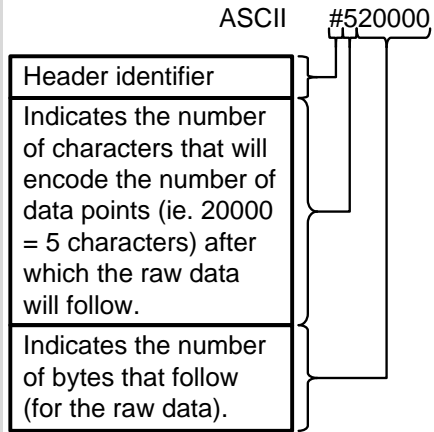 ASCII #520000
Header identifier
Indicates the number
of characters that will
encode the number of
data points (ie. 20000
= 5 characters) after
which the raw data
will follow.
Indicates the number
of bytes that follow
(for the raw data).